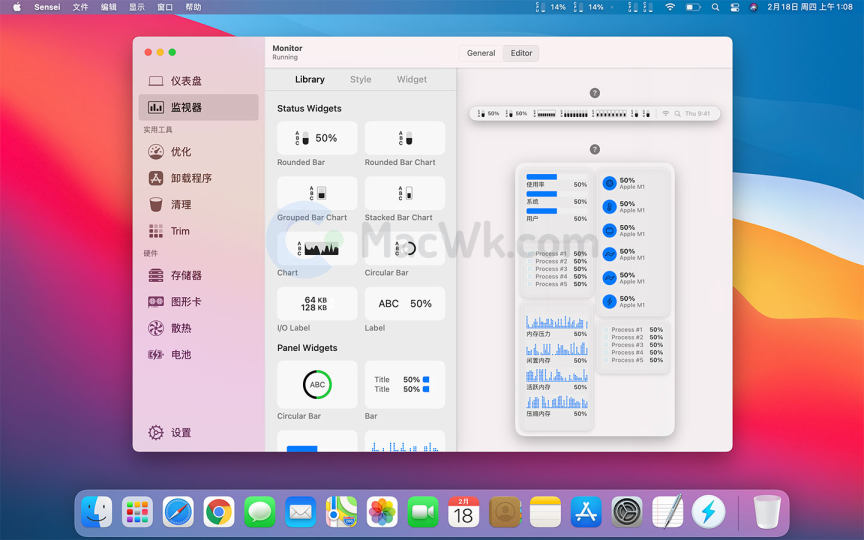 Sensei 文件 编辑 显示 窗口 帮助 14% 14% 2月18日 周四 上午1:08
仪表盘
监视器
实用工具
优化
卸载程序
清理
Trim
硬件
存储器
图形卡
散热
电池
设置
Monitor
Running
General Editor
Library Style Widget
Status Widgets
ABC 50%
ABC
Rounded Bar Rounded Bar Chart
ABC ABC
Grouped Bar Chart Stacked Bar Chart
ABC ABC
Chart Circular Bar
64 KB
128 KB
ABC 50%
I/O Label Label
Panel Widgets
ABC
Title 50%
Title 50%
Circular Bar Bar
?
50% 50% Thu 9:41
?
使用率 50%
系统 50%
用户 50%
Process #1 50%
Process #2 50%
Process #3 50%
Process #4 50%
Process #5 50%
内存压力 50%
闲置内存 50%
活跃内存 50%
压缩内存 50%
50%
Apple M1
50%
Apple M1
50%
Apple M1
50%
Apple M1
50%
Apple M1
50%
Apple M1
Process #1 50%
Process #2 50%
Process #3 50%
Process #4 50%
Process #5 50%
MacWk.com
2月
18